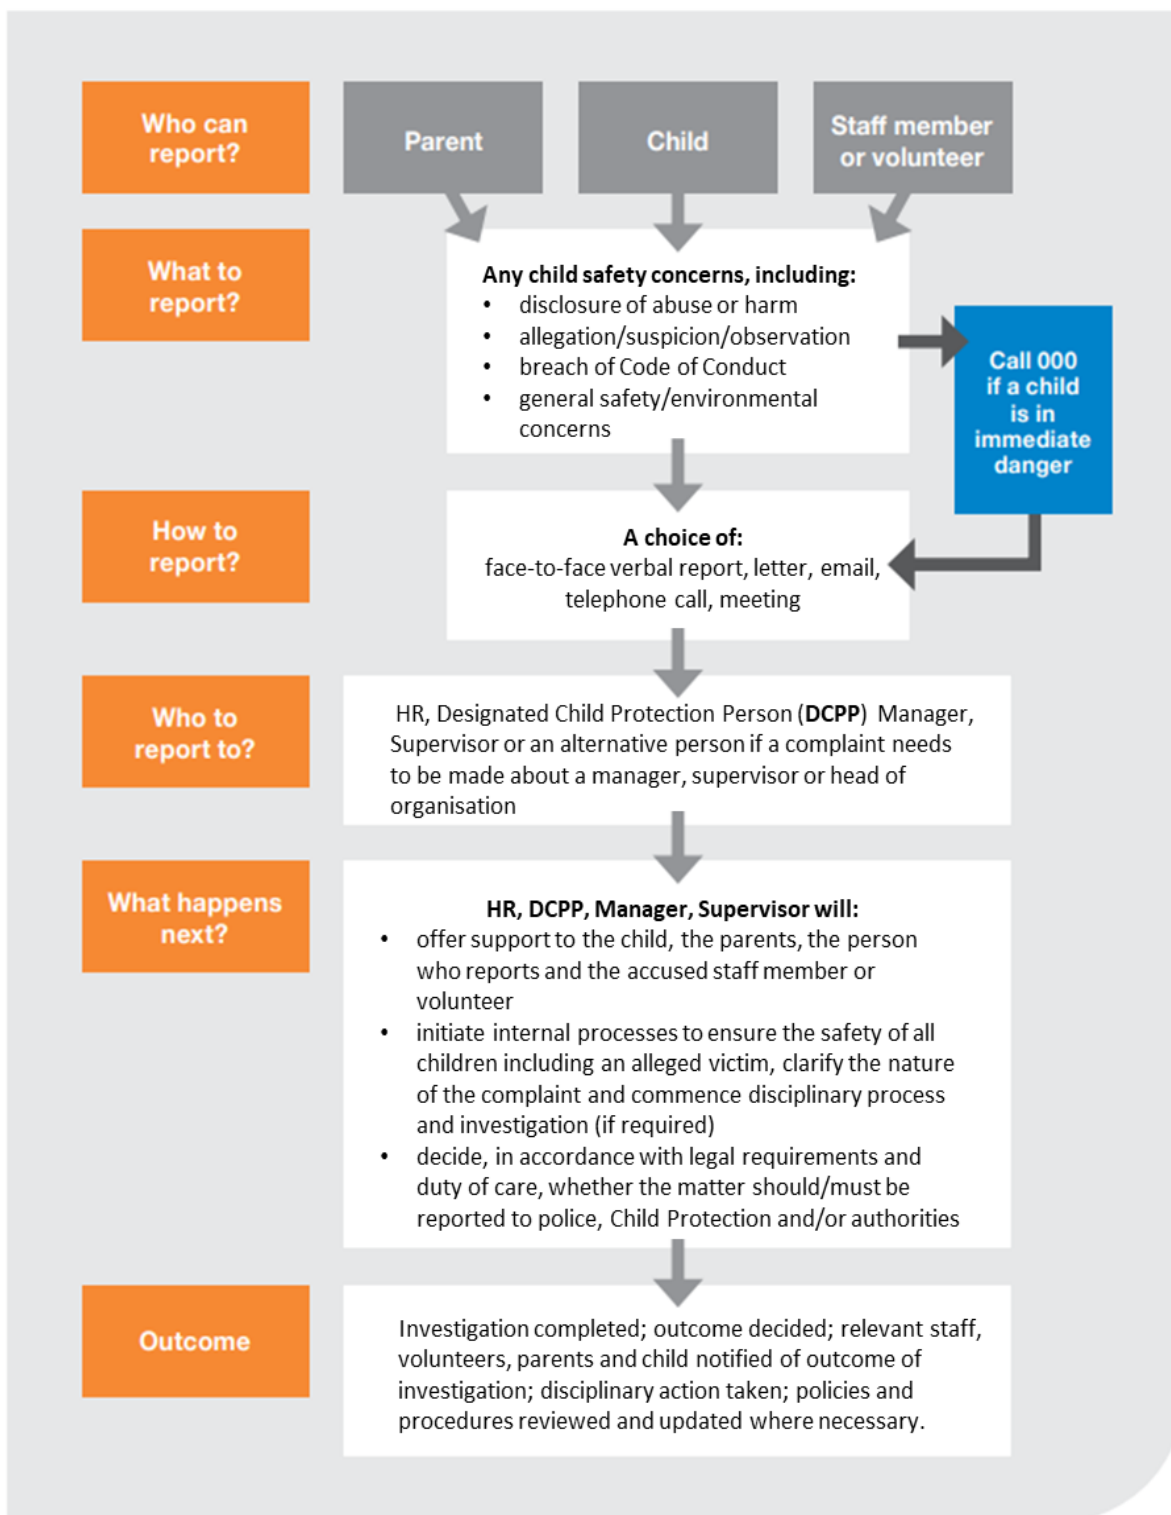 Who can
report?
Parent
Child
Staff member
or volunteer
What to
report?
Any child safety concerns, including:
• disclosure of abuse or harm
• allegation/suspicion/observation
• breach of Code of Conduct
• general safety/environmental
concerns
Call 000
if a child
is in
immediate
danger
How to
report?
A choice of:
face-to-face verbal report, letter, email,
telephone call, meeting
Who to
report to?
HR, Designated Child Protection Person (DCPP) Manager,
Supervisor or an alternative person if a complaint needs
to be made about a manager, supervisor or head of
organisation
What happens
next?
HR, DCPP, Manager, Supervisor will:
• offer support to the child, the parents, the person
who reports and the accused staff member or
volunteer
• initiate internal processes to ensure the safety of all
children including an alleged victim, clarify the nature
of the complaint and commence disciplinary process
and investigation (if required)
• decide, in accordance with legal requirements and
duty of care, whether the matter should/must be
reported to police, Child Protection and/or authorities
Outcome
Investigation completed; outcome decided; relevant staff,
volunteers, parents and child notified of outcome of
investigation; disciplinary action taken; policies and
procedures reviewed and updated where necessary.